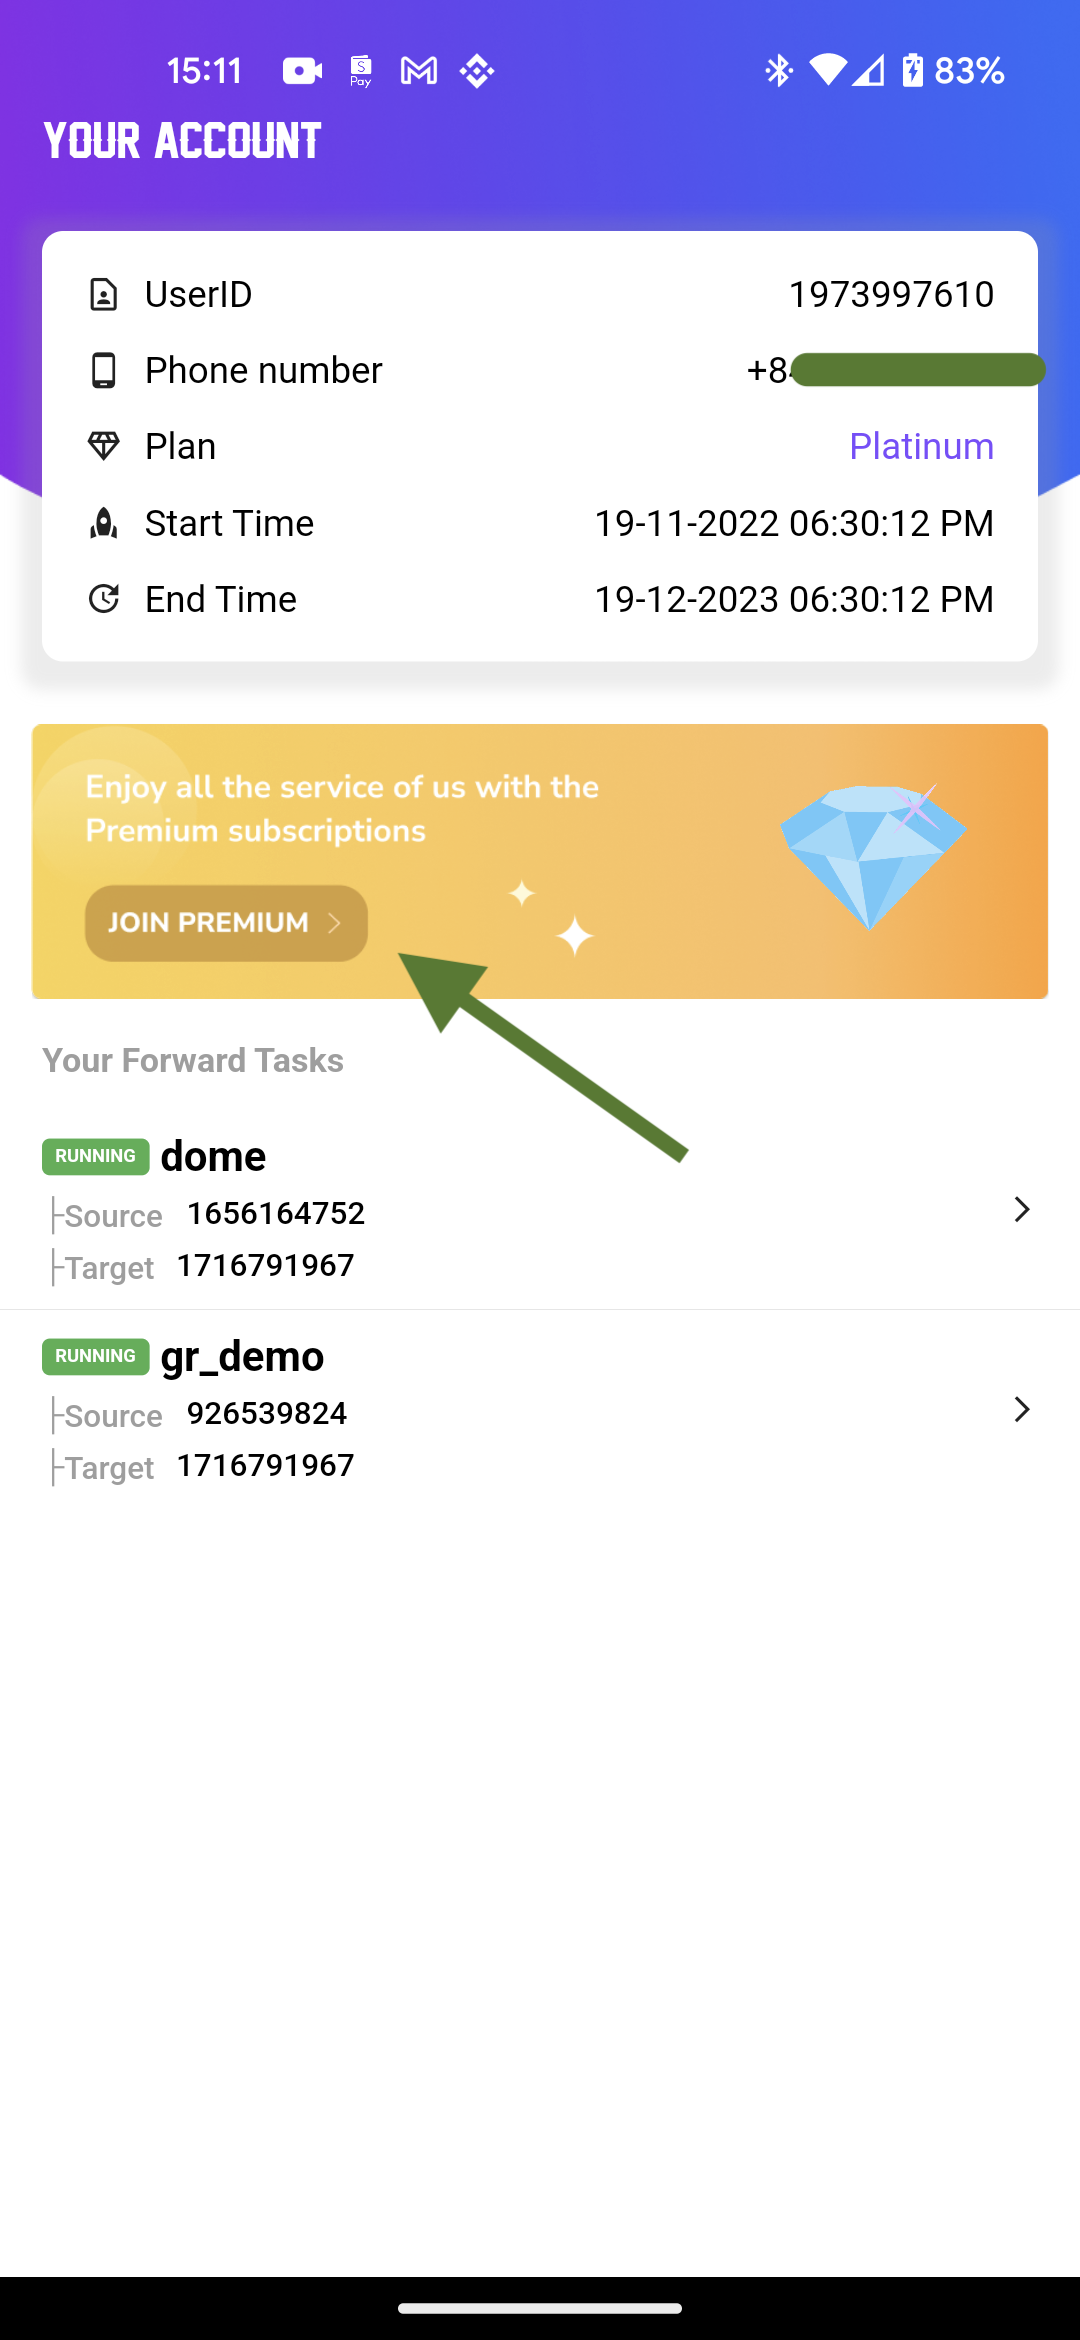 15:11
S
Pay
83%
YOUR ACCOUNT
UserID 1973997610
Phone number +8
Plan Platinum
Start Time 19-11-2022 06:30:12 PM
End Time 19-12-2023 06:30:12 PM
Enjoy all the service of us with the
Premium subscriptions
JOIN PREMIUM
Your Forward Tasks
RUNNING dome
Source 1656164752
Target 1716791967
RUNNING gr_demo
Source 926539824
Target 1716791967